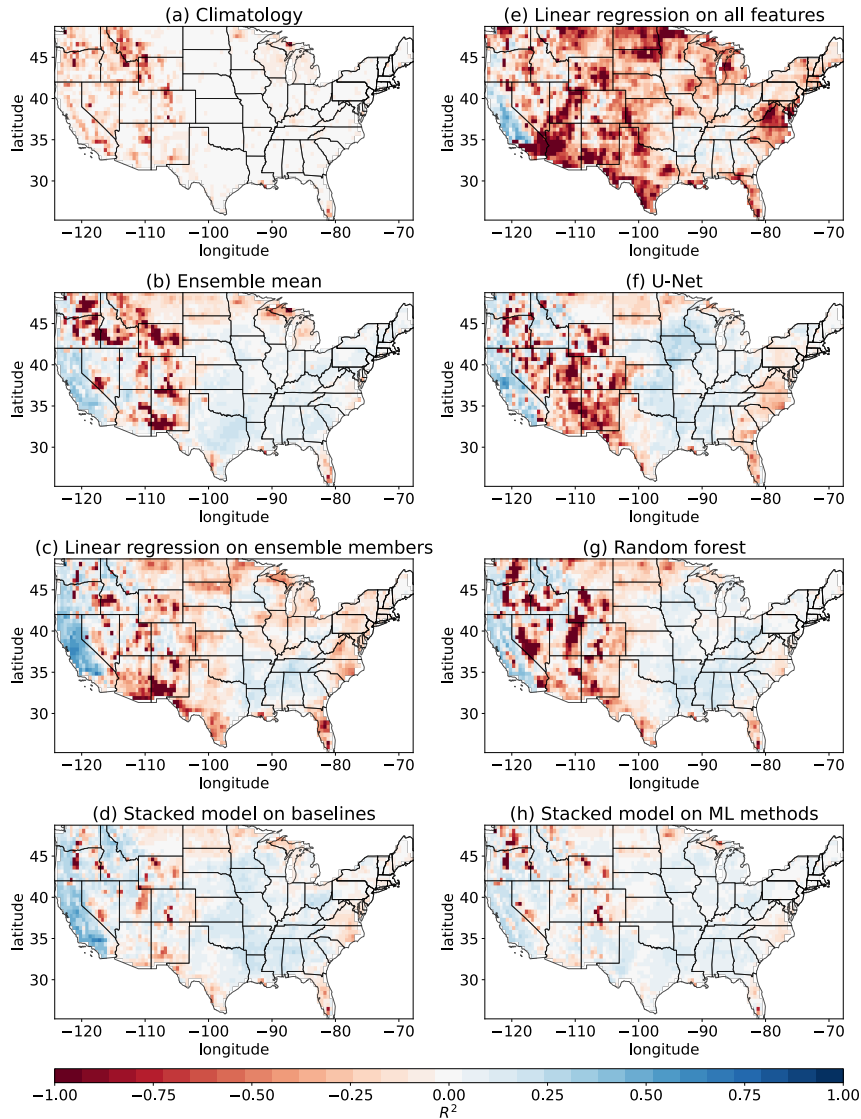 (a) Climatology
latitude
45
40
35
30
−120 −110 −100 −90 −80 −70
longitude
(e) Linear regression on all features
latitude
45
40
35
30
−120 −110 −100 −90 −80 −70
longitude
(b) Ensemble mean
latitude
45
40
35
30
−120 −110 −100 −90 −80 −70
longitude
(f) U-Net
latitude
45
40
35
30
−120 −110 −100 −90 −80 −70
longitude
(c) Linear regression on ensemble members
latitude
45
40
35
30
−120 −110 −100 −90 −80 −70
longitude
(g) Random forest
latitude
45
40
35
30
−120 −110 −100 −90 −80 −70
longitude
(d) Stacked model on baselines
latitude
45
40
35
30
−120 −110 −100 −90 −80 −70
longitude
(h) Stacked model on ML methods
latitude
45
40
35
30
−120 −110 −100 −90 −80 −70
longitude
−1.00 −0.75 −0.50 −0.25 0.00 0.25 0.50 0.75 1.00
R²